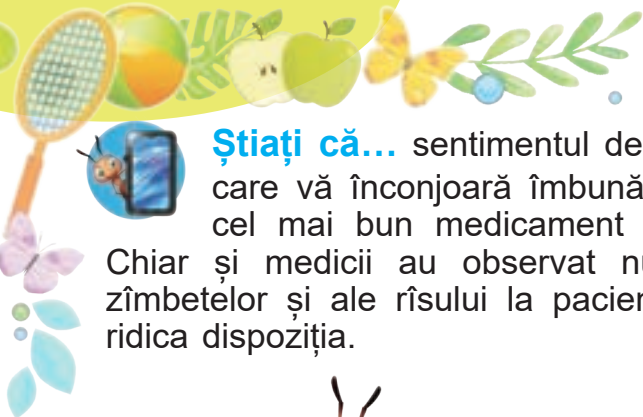 Știați că... sentimentul de
care vă înconjoară îmbună
cel mai bun medicament
Chiar și medicii au observat nu
zîmbetelor și ale rîsului la pacien
ridica dispoziția.